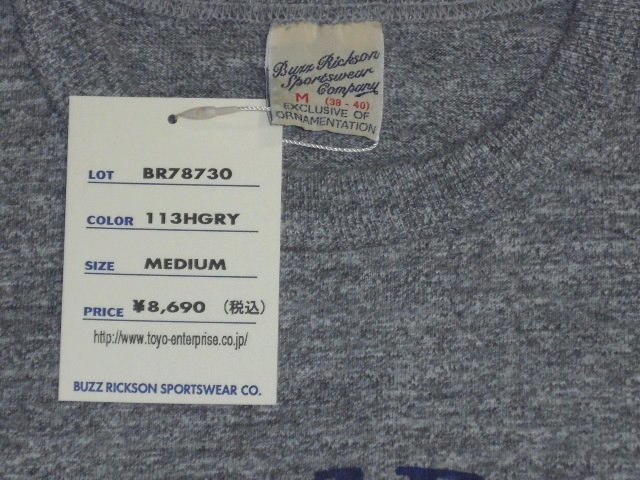 Buzz Rickson
Sportswear
Company
M (38 - 40)
EXCLUSIVE OF
ORNAMENTATION
LOT BR78730
COLOR 113HGRY
SIZE MEDIUM
PRICE ¥8,690 (税込)
http://www.toyo-enterprise.co.jp/
BUZZ RICKSON SPORTSWEAR CO.